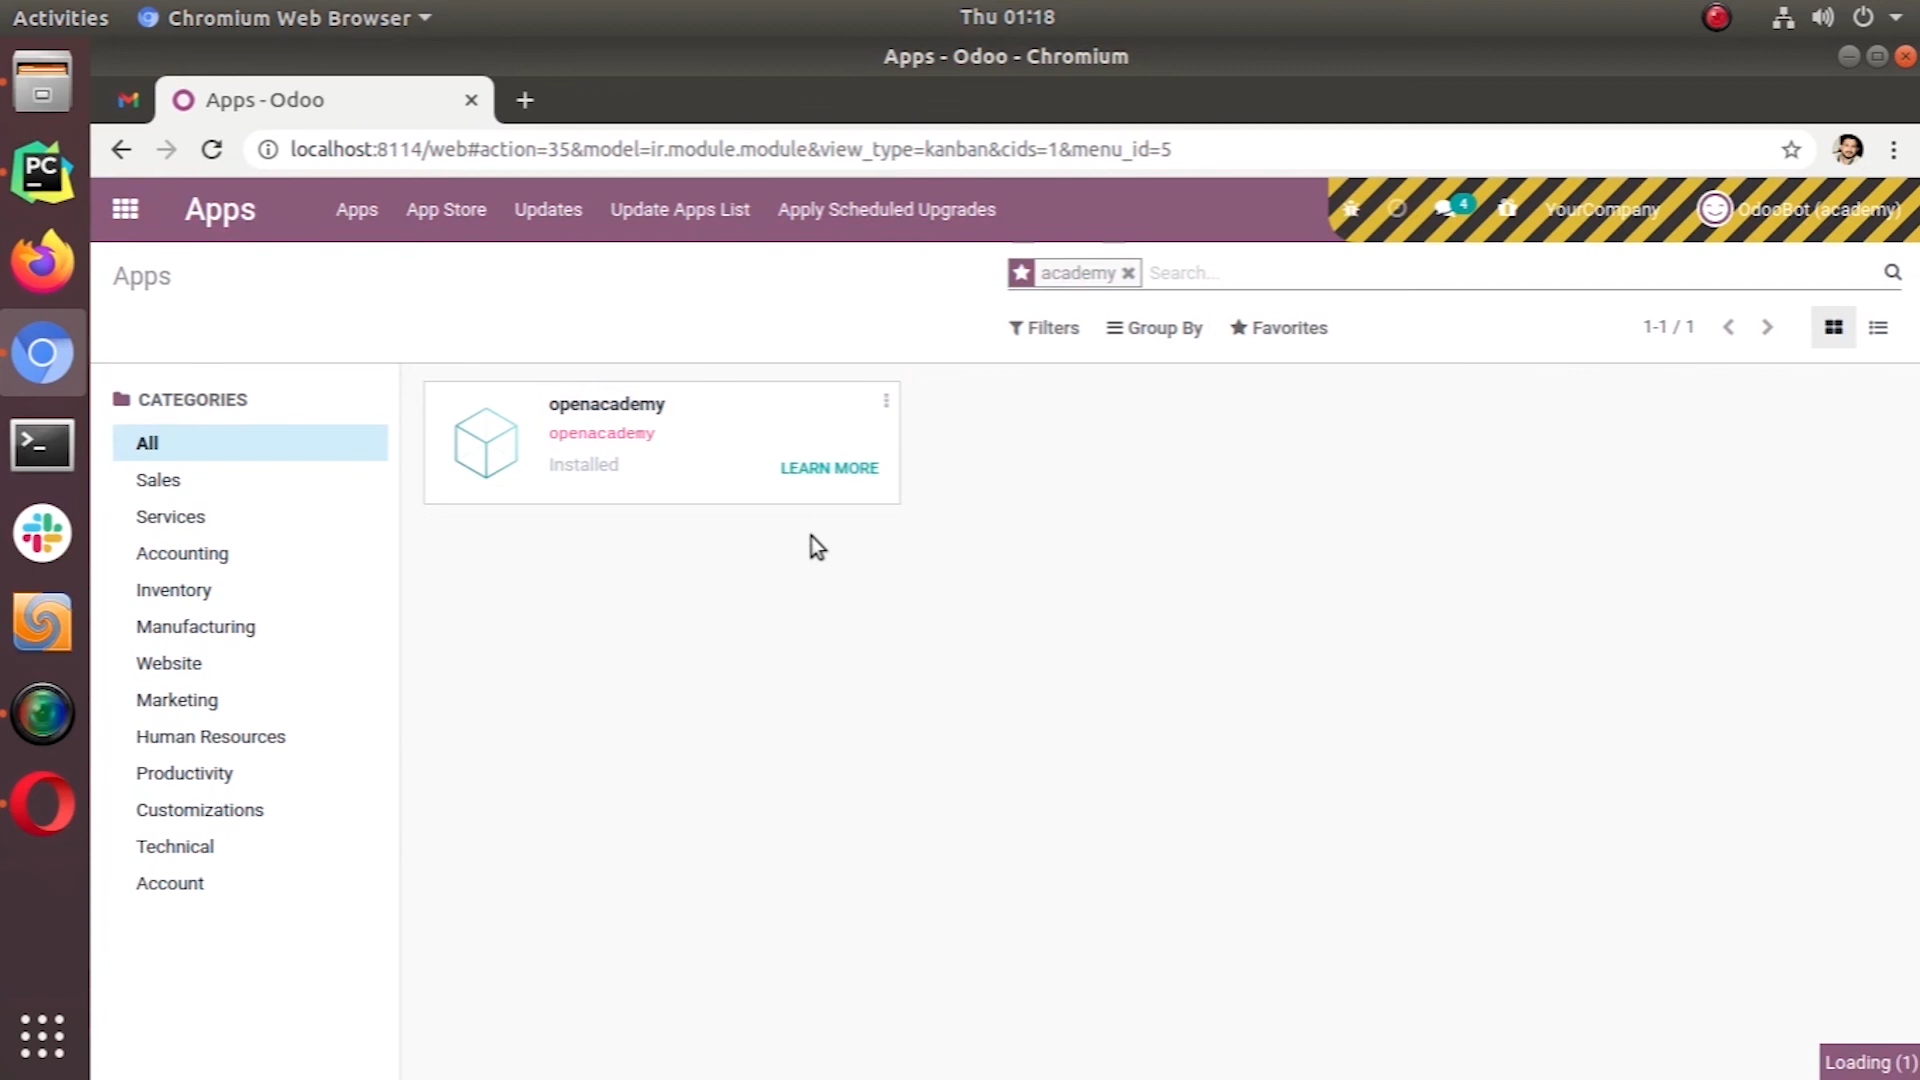 Activities Chromium Web Browser Thu 01:18
Apps - Odoo - Chromium
Apps - Odoo
localhost:8114/web#action=35&model=ir.module.module&view_type=kanban&cids=1&menu_id=5
Apps Apps App Store Updates Update Apps List Apply Scheduled Upgrades 4 YourCompany OdooBot (academy)
Apps academy Search...
Filters Group By Favorites 1-1 / 1
CATEGORIES
All
Sales
Services
Accounting
Inventory
Manufacturing
Website
Marketing
Human Resources
Productivity
Customizations
Technical
Account
openacademy
openacademy
Installed LEARN MORE
PC
Loading (1)